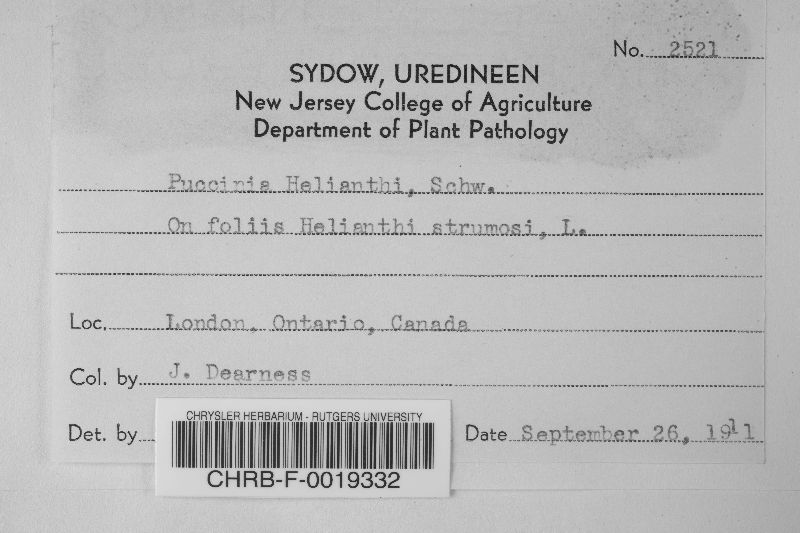 No. 2521
SYDOW, UREDINEEN
New Jersey College of Agriculture
Department of Plant Pathology
Puccinia Helianthi, Schw.
On foliis Helianthi strumosi, L.
Loc. London, Ontario, Canada
Col. by J. Dearness
Det. by
Date September 26, 1911
CHRYSLER HERBARIUM - RUTGERS UNIVERSITY
CHRB-F-0019332